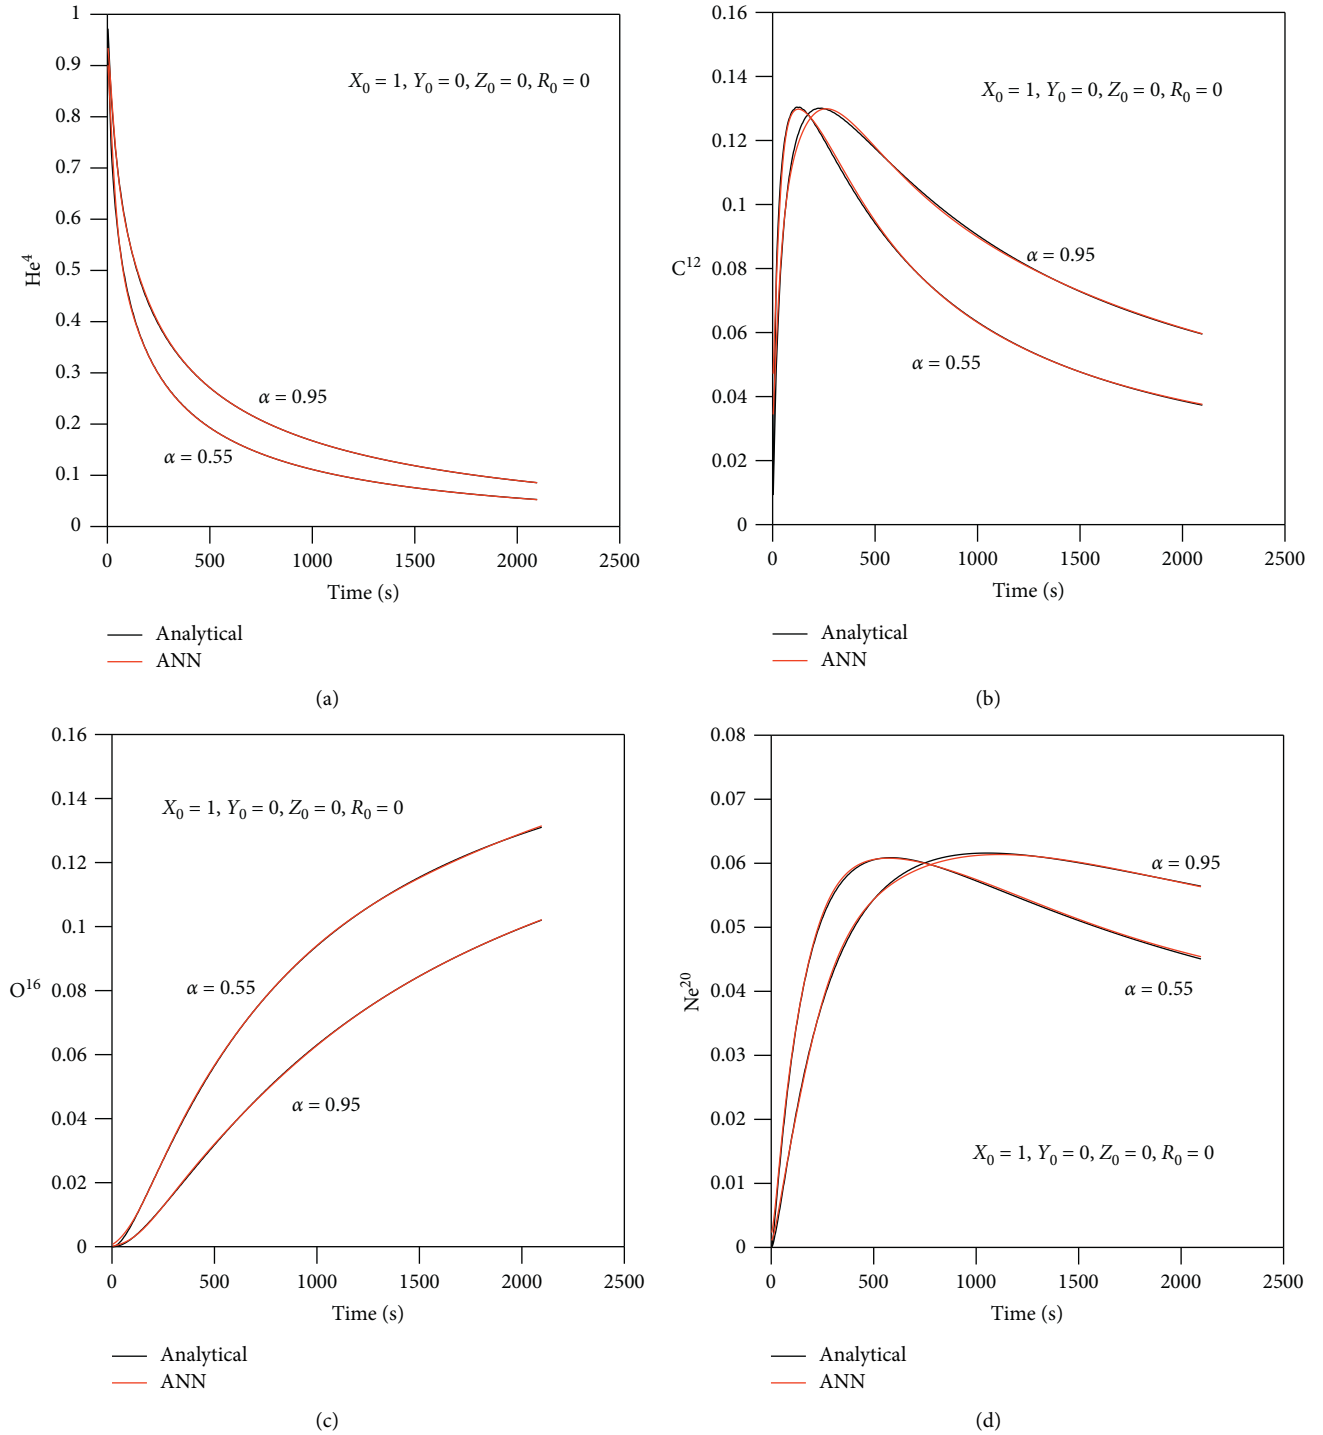 1
0.9
0.8
0.7
0.6
0.5
0.4
0.3
0.2
0.1
0
He⁴
X₀ = 1, Y₀ = 0, Z₀ = 0, R₀ = 0
α = 0.95
α = 0.55
0 500 1000 1500 2000 2500
Time (s)
Analytical
ANN
(a)
0.16
0.14
0.12
0.1
0.08
0.06
0.04
0.02
0
C¹²
X₀ = 1, Y₀ = 0, Z₀ = 0, R₀ = 0
α = 0.95
α = 0.55
0 500 1000 1500 2000 2500
Time (s)
Analytical
ANN
(b)
0.16
0.14
0.12
0.1
0.08
0.06
0.04
0.02
0
O¹⁶
X₀ = 1, Y₀ = 0, Z₀ = 0, R₀ = 0
α = 0.55
α = 0.95
0 500 1000 1500 2000 2500
Time (s)
Analytical
ANN
(c)
0.08
0.07
0.06
0.05
0.04
0.03
0.02
0.01
0
Ne²⁰
α = 0.95
α = 0.55
X₀ = 1, Y₀ = 0, Z₀ = 0, R₀ = 0
0 500 1000 1500 2000 2500
Time (s)
Analytical
ANN
(d)